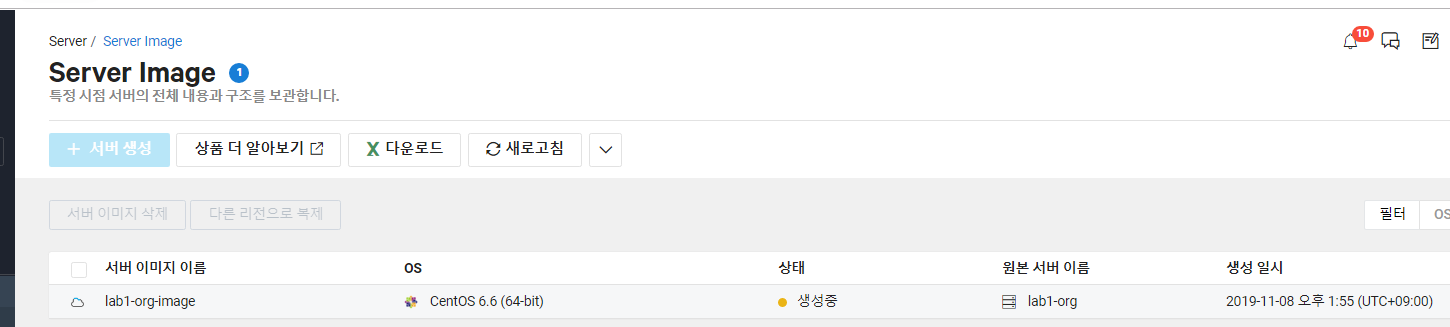 Server / Server Image
10
Server Image 1
특정 시점 서버의 전체 내용과 구조를 보관합니다.
+ 서버 생성 상품 더 알아보기 다운로드 새로고침
서버 이미지 삭제 다른 리전으로 복제 필터 OS
서버 이미지 이름 OS 상태 원본 서버 이름 생성 일시
lab1-org-image CentOS 6.6 (64-bit) 생성중 lab1-org 2019-11-08 오후 1:55 (UTC+09:00)